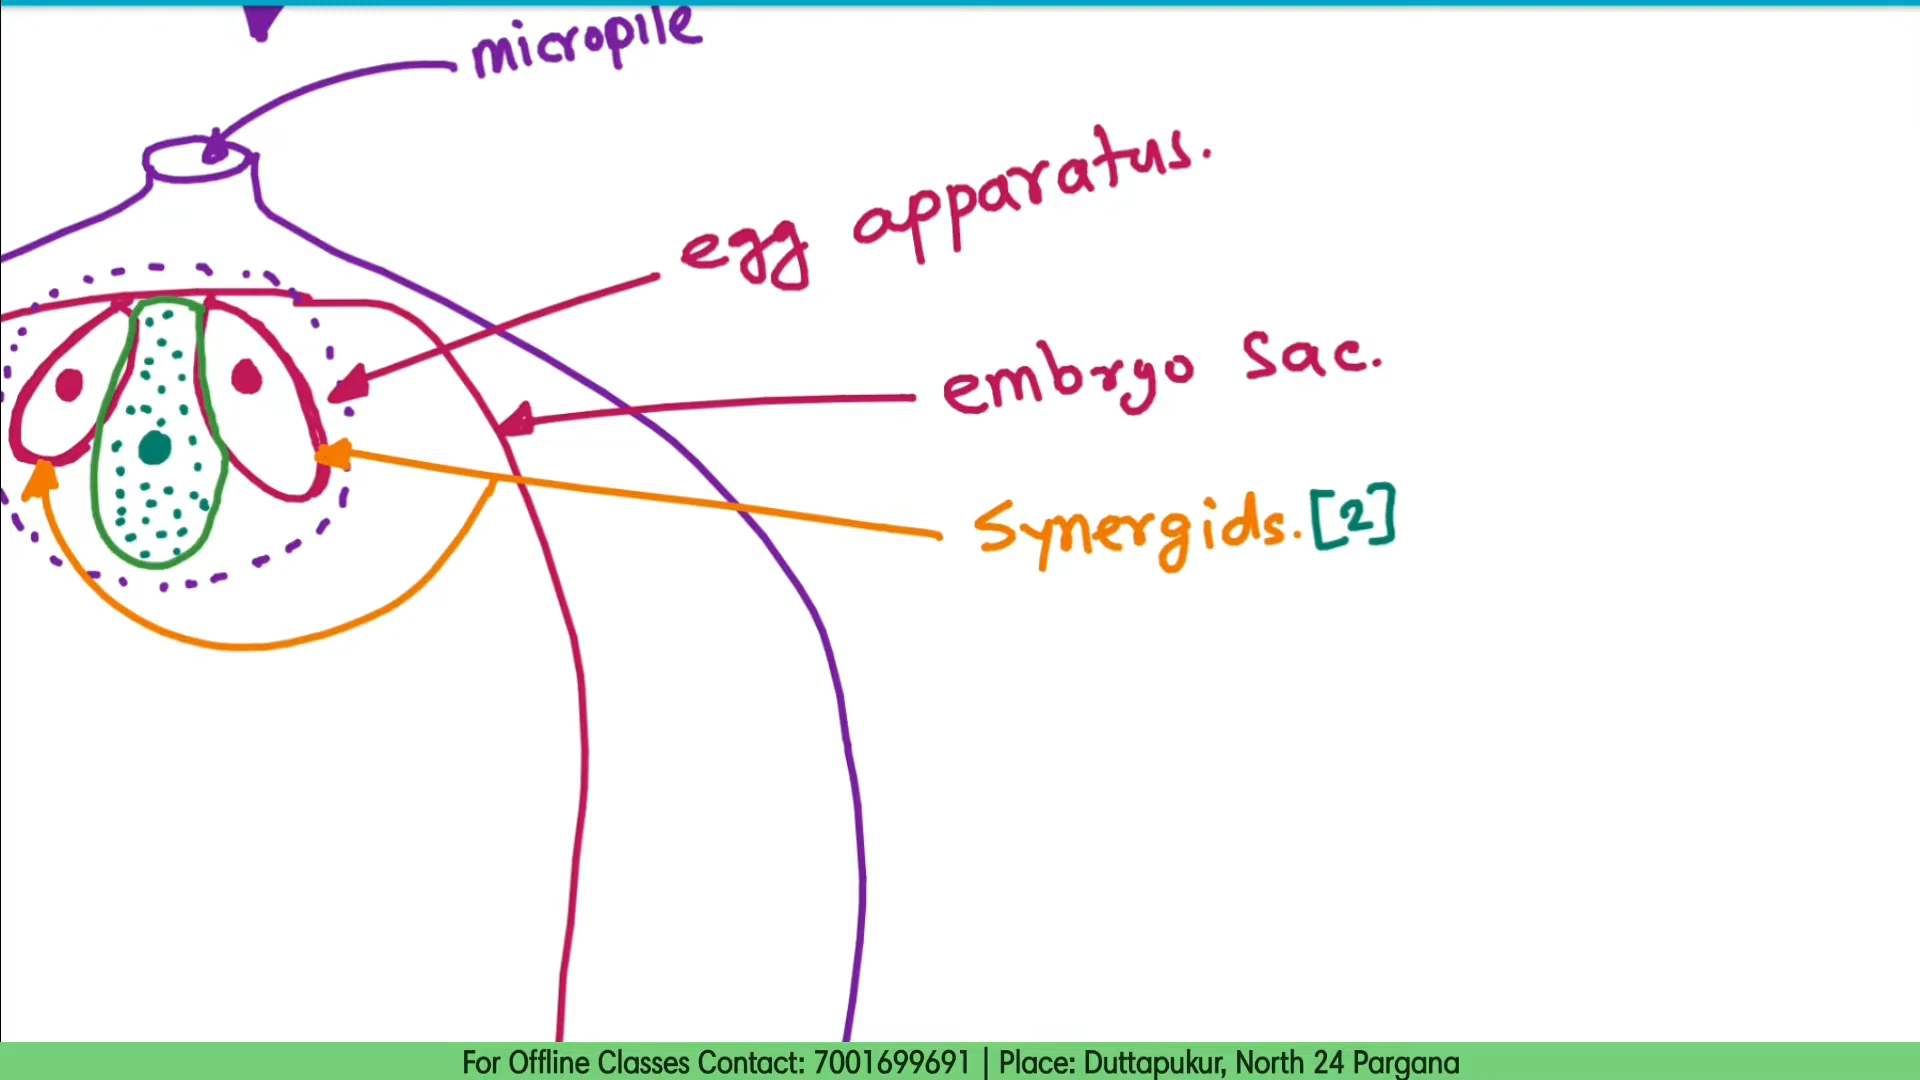 micropile
egg apparatus.
embryo sac.
Synergids. [2]
For Offline Classes Contact: 7001699691 | Place: Duttapukur, North 24 Pargana